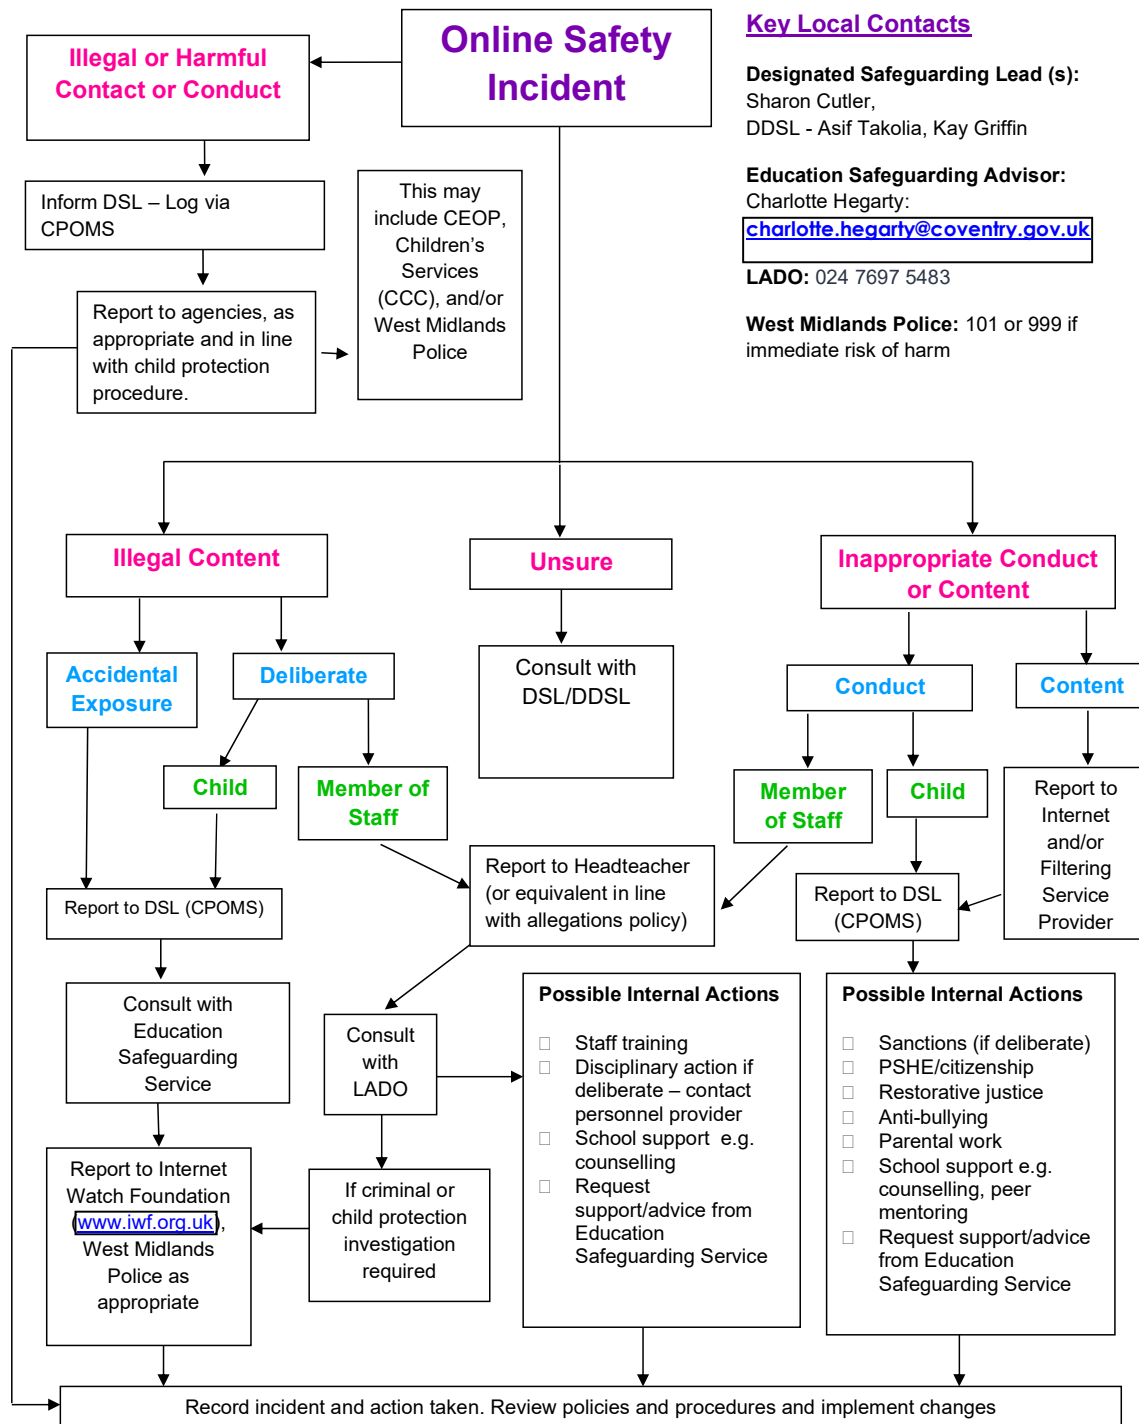 Online Safety
Incident
Key Local Contacts
Designated Safeguarding Lead (s):
Sharon Cutler,
DDSL - Asif Takolia, Kay Griffin
Education Safeguarding Advisor:
Charlotte Hegarty:
charlotte.hegarty@coventry.gov.uk
LADO: 024 7697 5483
West Midlands Police: 101 or 999 if
immediate risk of harm
Illegal or Harmful
Contact or Conduct
Inform DSL – Log via
CPOMS
Report to agencies, as
appropriate and in line
with child protection
procedure.
This may
include CEOP,
Children's
Services
(CCC), and/or
West Midlands
Police
Illegal Content
Unsure
Inappropriate Conduct
or Content
Accidental
Exposure
Deliberate
Consult with
DSL/DDSL
Conduct
Content
Child
Member of
Staff
Member
of Staff
Child
Report to
Internet
and/or
Filtering
Service
Provider
Report to DSL (CPOMS)
Report to Headteacher
(or equivalent in line
with allegations policy)
Report to DSL
(CPOMS)
Consult with
Education
Safeguarding
Service
Consult
with
LADO
Possible Internal Actions
Staff training
Disciplinary action if
deliberate – contact
personnel provider
School support e.g.
counselling
Request
support/advice from
Education
Safeguarding Service
Possible Internal Actions
Sanctions (if deliberate)
PSHE/citizenship
Restorative justice
Anti-bullying
Parental work
School support e.g.
counselling, peer
mentoring
Request support/advice
from Education
Safeguarding Service
Report to Internet
Watch Foundation
(www.iwf.org.uk),
West Midlands
Police as
appropriate
If criminal or
child protection
investigation
required
Record incident and action taken. Review policies and procedures and implement changes